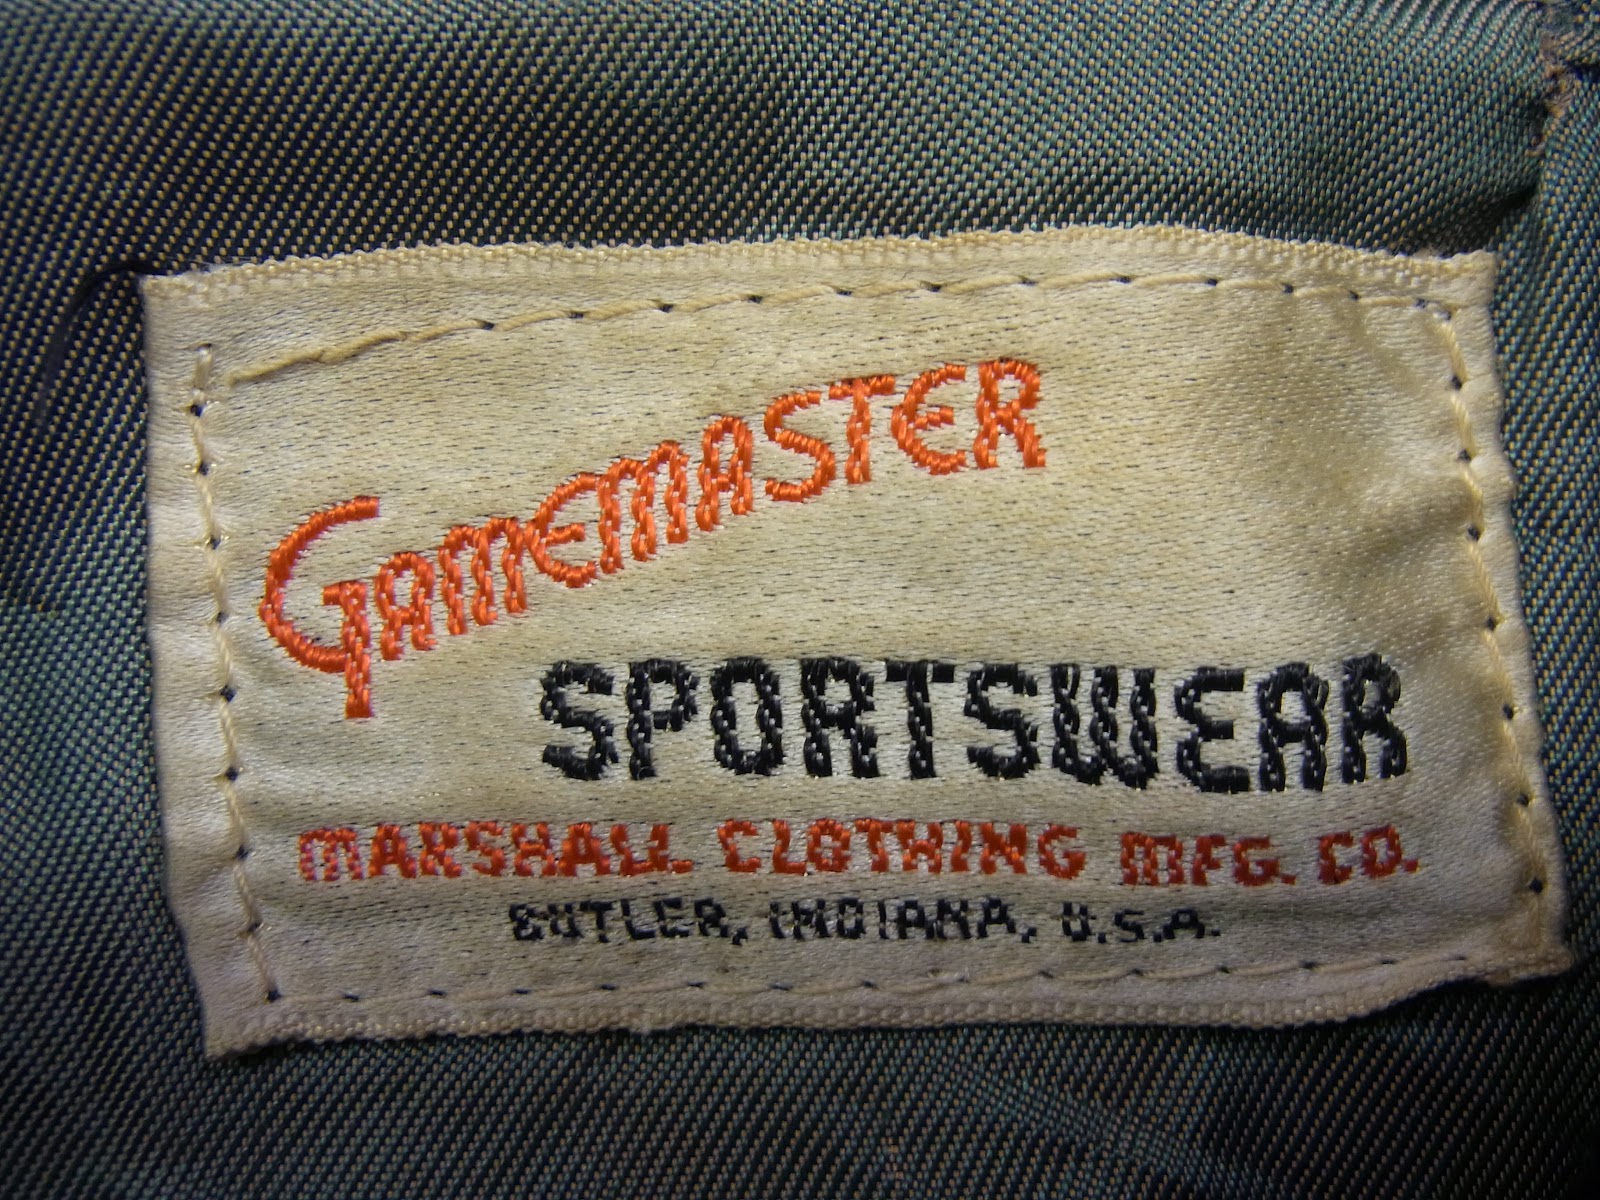 GAMEMASTER
SPORTSWEAR
MARSHALL CLOTHING MFG. CO.
BUTLER, INDIANA, U.S.A.